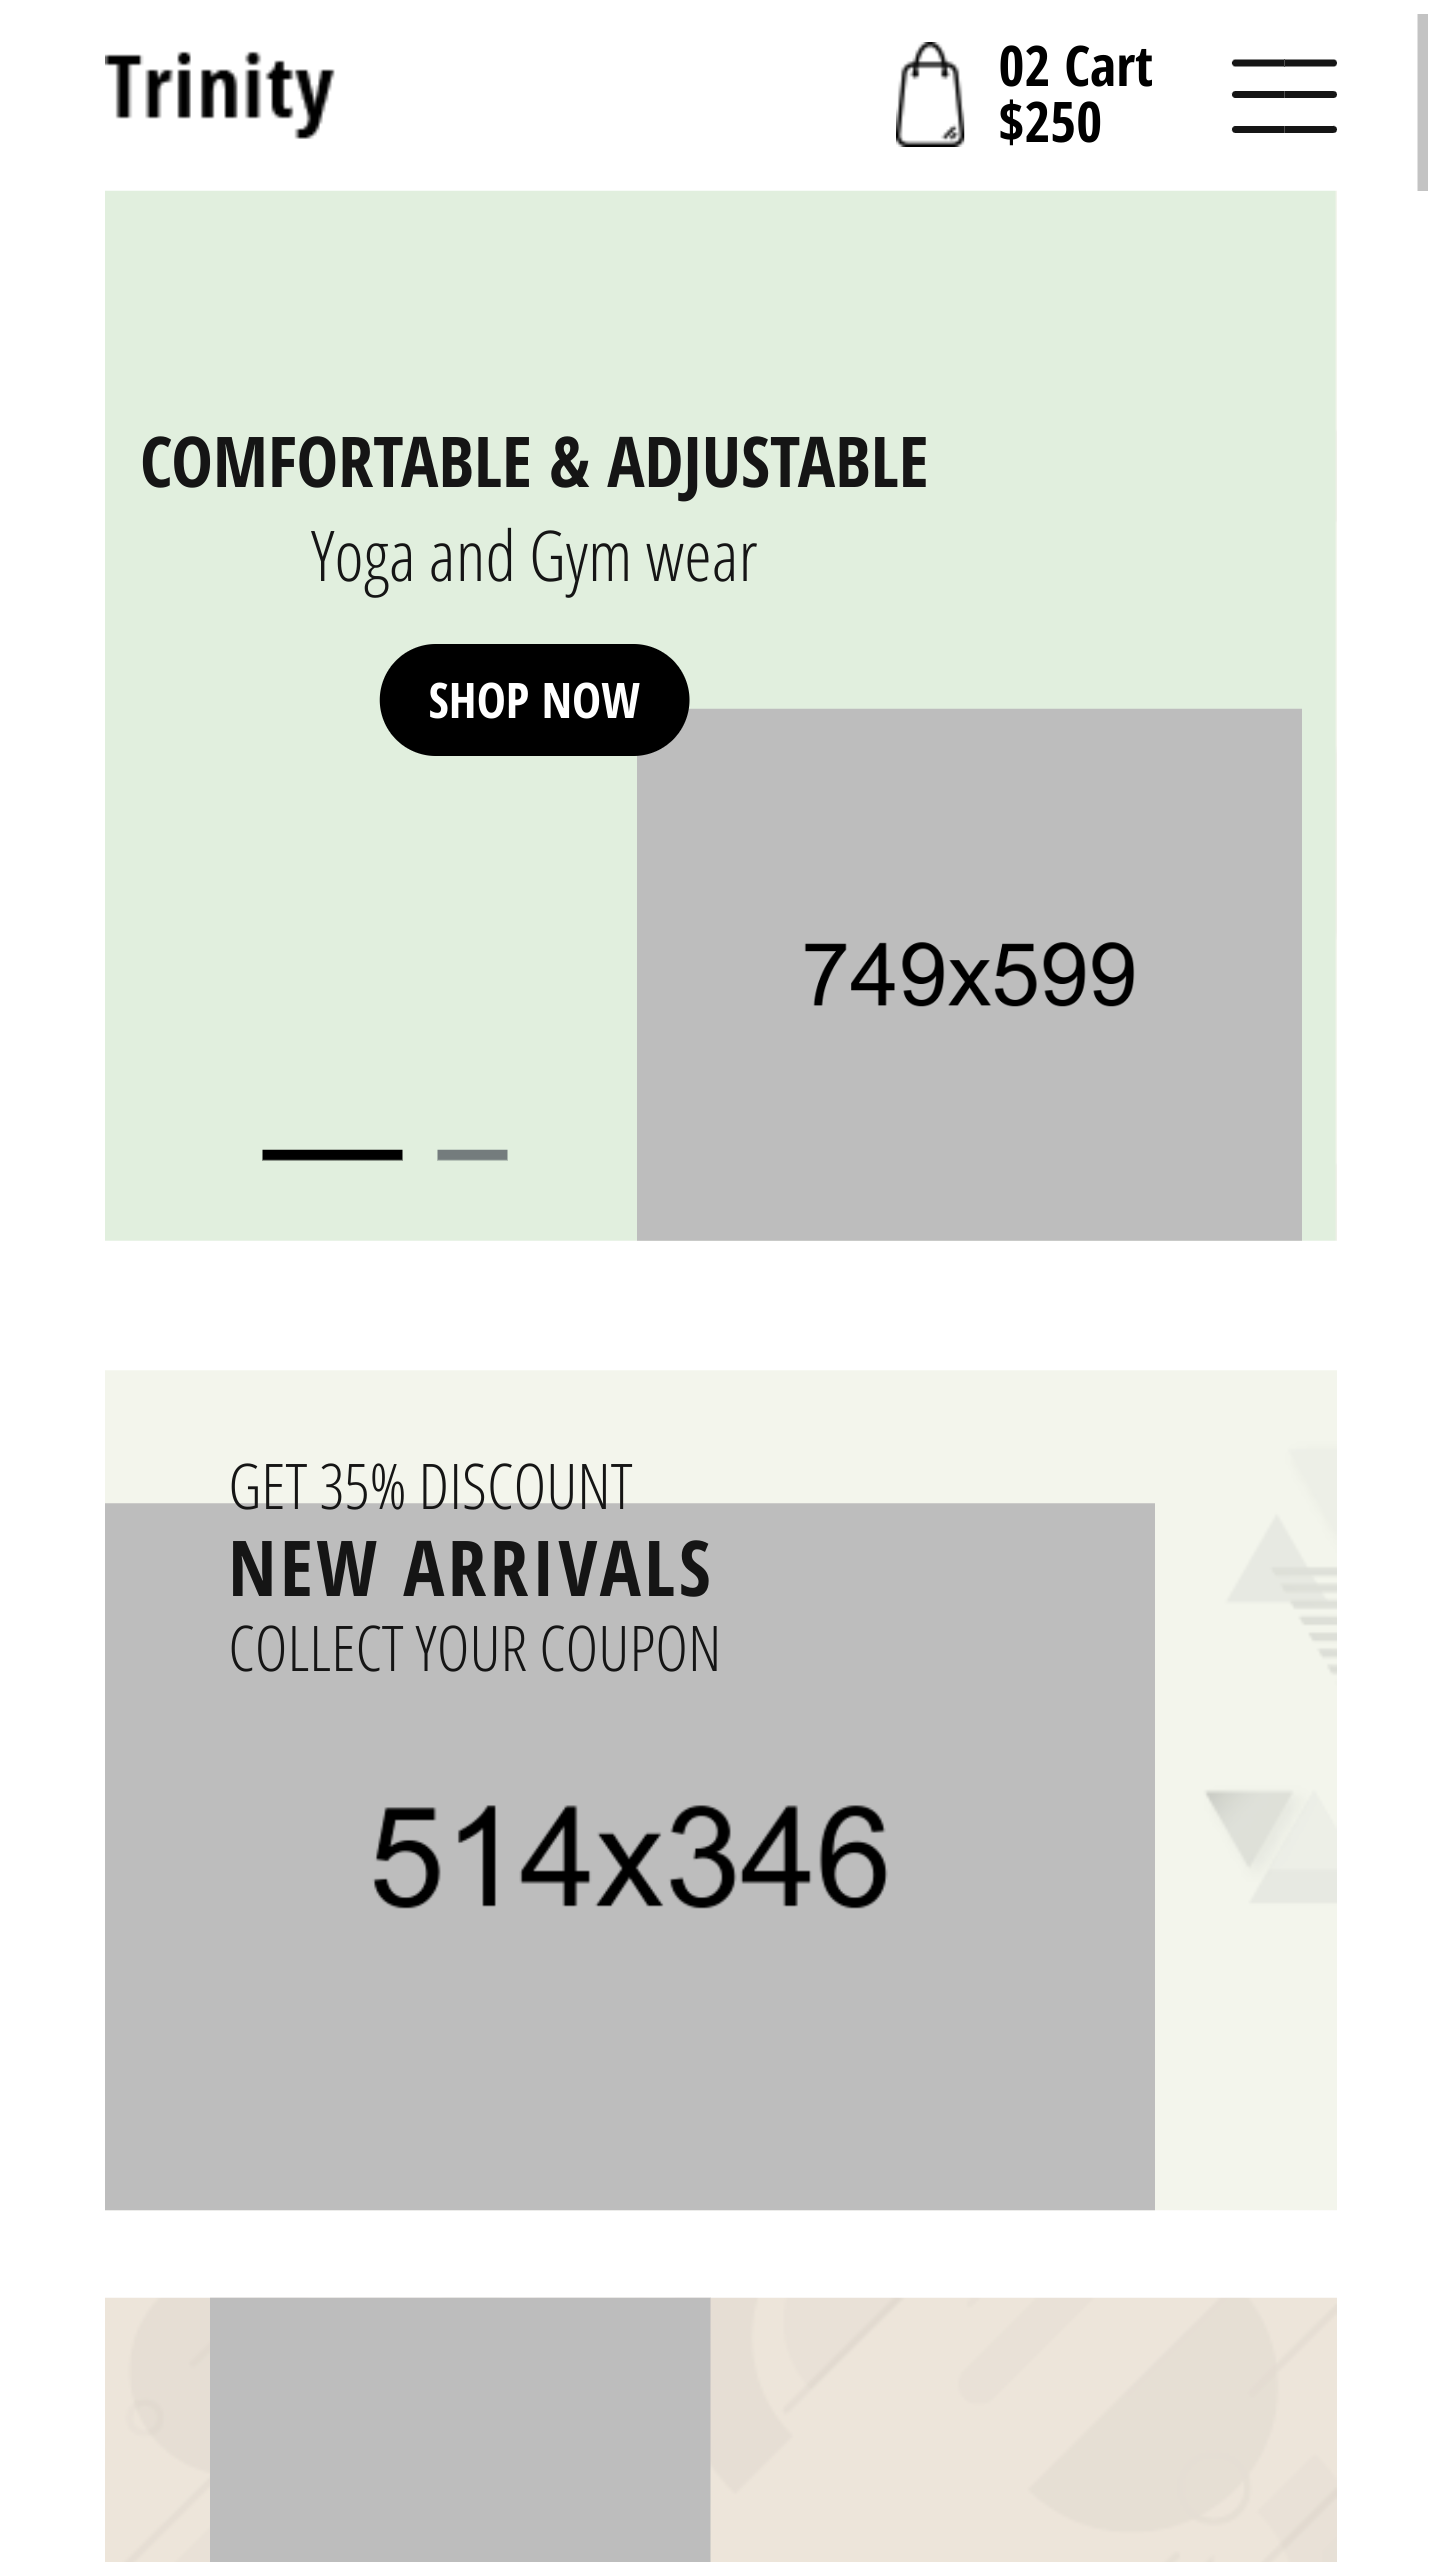 Trinity
02 Cart
$250
COMFORTABLE & ADJUSTABLE
Yoga and Gym wear
SHOP NOW
749x599
GET 35% DISCOUNT
NEW ARRIVALS
COLLECT YOUR COUPON
514x346